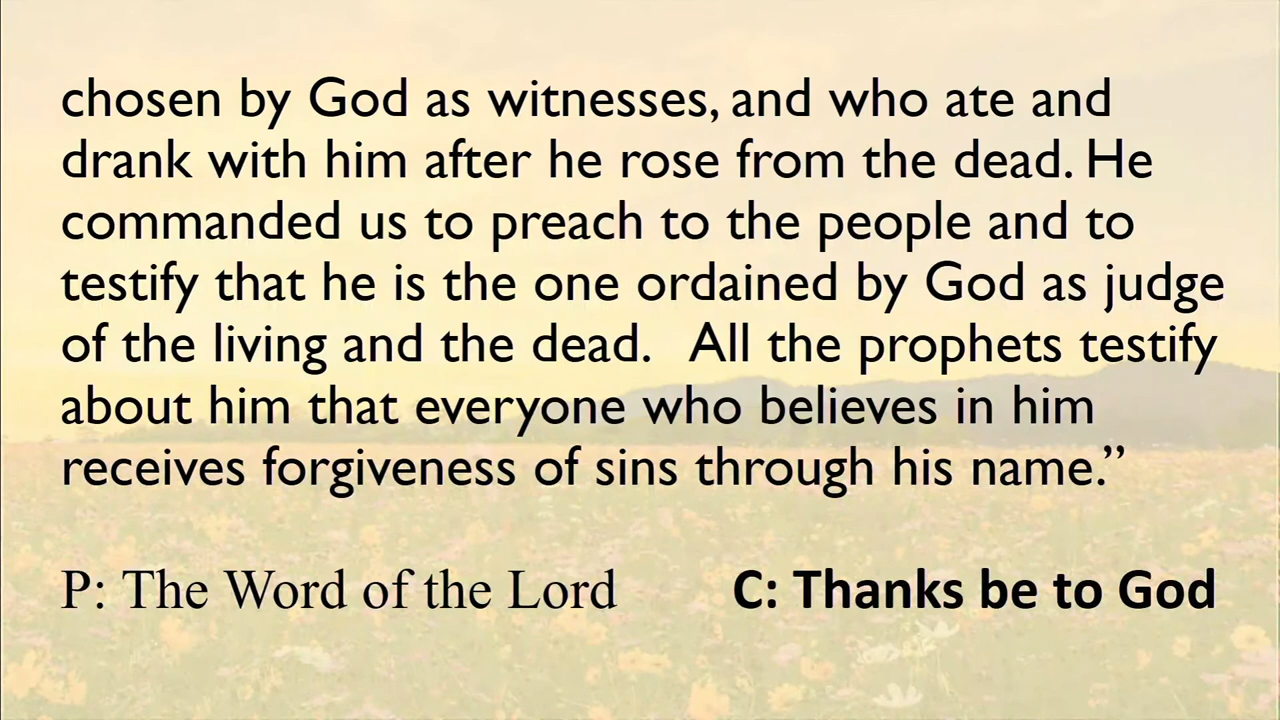 chosen by God as witnesses, and who ate and
drank with him after he rose from the dead. He
commanded us to preach to the people and to
testify that he is the one ordained by God as judge
of the living and the dead.   All the prophets testify
about him that everyone who believes in him
receives forgiveness of sins through his name.”
P: The Word of the Lord C: Thanks be to God